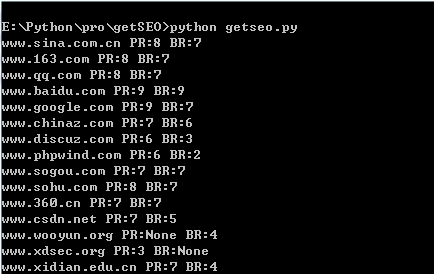 E:\Python\pro\getSEO>python getseo.py
www.sina.com.cn PR:8 BR:7
www.163.com PR:8 BR:7
www.qq.com PR:8 BR:7
www.baidu.com PR:9 BR:9
www.google.com PR:9 BR:7
www.chinaz.com PR:7 BR:6
www.discuz.com PR:6 BR:3
www.phpwind.com PR:6 BR:2
www.sogou.com PR:7 BR:7
www.sohu.com PR:8 BR:7
www.360.cn PR:7 BR:7
www.csdn.net PR:7 BR:5
www.wooyun.org PR:None BR:4
www.xdsec.org PR:3 BR:None
www.xidian.edu.cn PR:7 BR:4